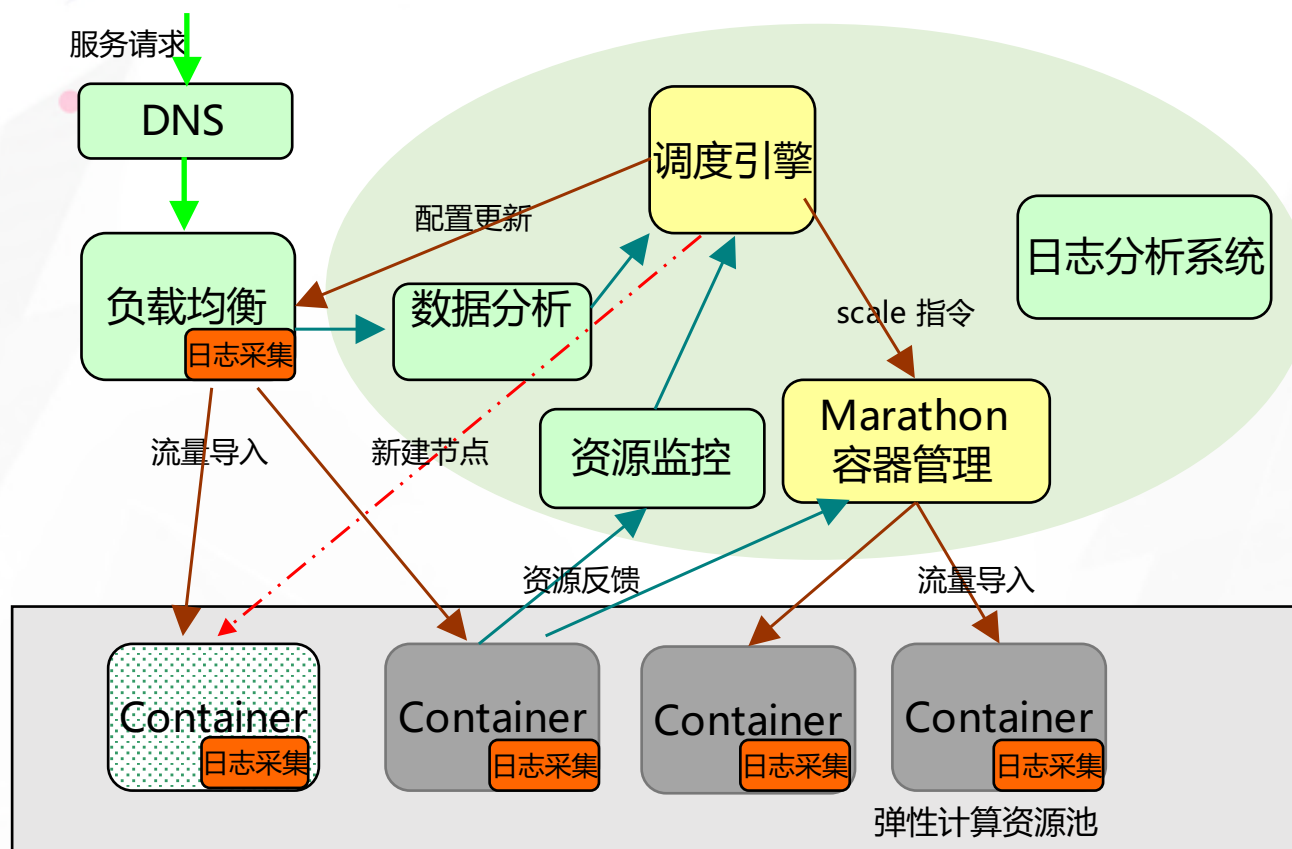 服务请求
DNS
调度引擎
配置更新
日志分析系统
负载均衡
日志采集
数据分析
scale 指令
流量导入
新建节点
资源监控
Marathon
容器管理
资源反馈
流量导入
Container
日志采集
Container
日志采集
Container
日志采集
Container
日志采集
弹性计算资源池